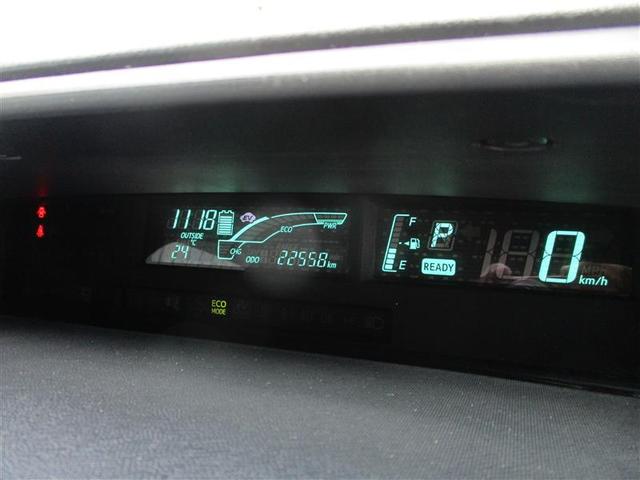 11:18
PWR
ECO
OUTSIDE
°C
24
CHG
ODO 22558 km
F
P
E
READY
0
km/h
ECO
MODE